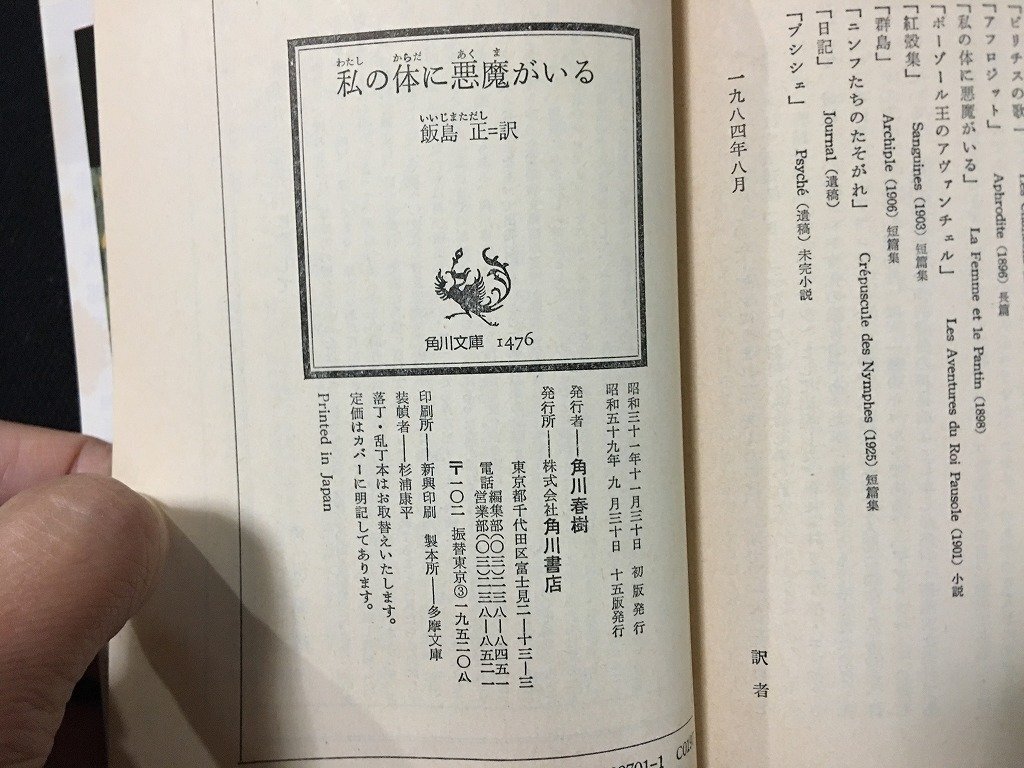 「ビリチスの歌」
「アフロジット」 Aphrodite (1896) 長篇
「私の体に悪魔がいる」 La Femme et le Pantin (1898)
「ポーゾール王のアヴァンチュル」 Les Aventures du Roi Pausole (1901) 小説
「紅殻集」 Sanguines (1903) 短篇集
「群島」 Archiple (1906) 短篇集
「ニンフたちのたそがれ」 Crépuscule des Nymphes (1925) 短篇集
「日記」 Journal (遺稿)
「プシシェ」 Psyché (遺稿) 未完小説
一九八四年八月
訳者
わたし からだ あくま
私の体に悪魔がいる
いいじまただし
飯島 正=訳
角川文庫 1476
昭和三十一年十一月三十日 初版発行
昭和五十九年 九 月三十日 十五版発行
発行者——角川春樹
発行所——株式会社角川書店
東京都千代田区富士見二ー十三ー三
電話 編集部(〇三)二三八ー八四五一
営業部(〇三)二三八ー八五二一
〒一〇二 振替東京③一九五二〇八
印刷所——新興印刷 製本所——多摩文庫
装幀者——杉浦康平
落丁・乱丁本はお取替えいたします。
定価はカバーに明記してあります。
Printed in Japan